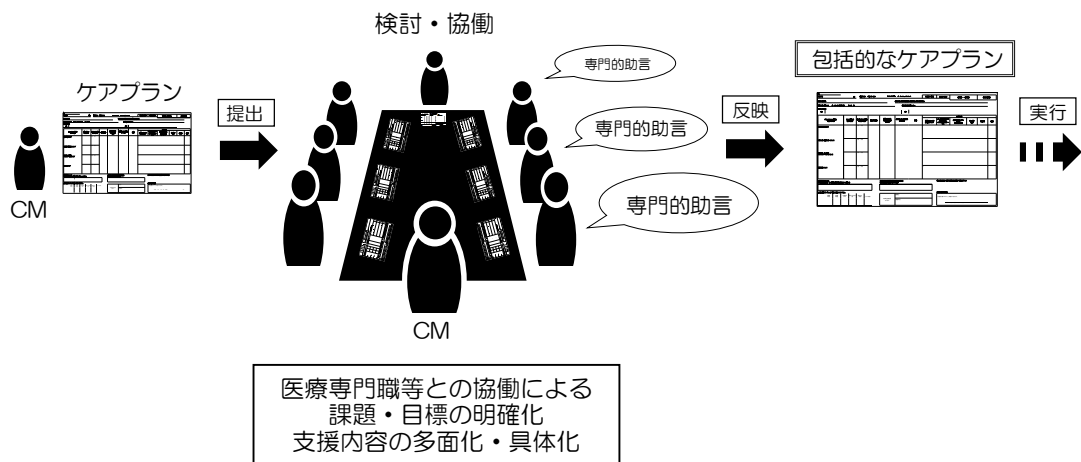 検討・協働
ケアプラン
CM
提出
専門的助言
専門的助言
専門的助言
CM
反映
包括的なケアプラン
実行
医療専門職等との協働による
課題・目標の明確化
支援内容の多面化・具体化